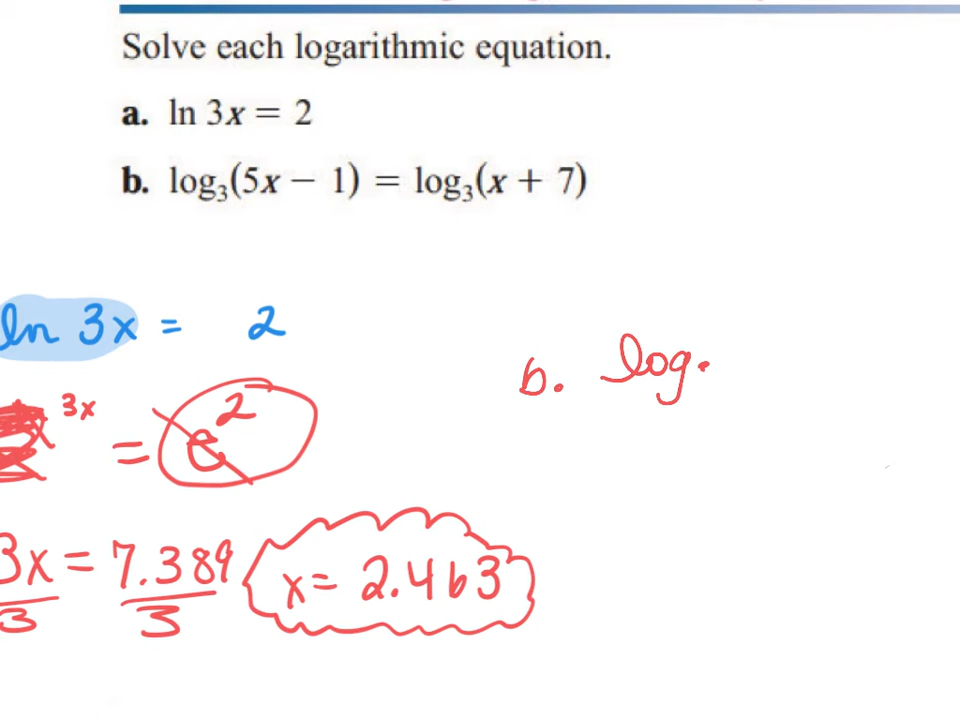 Solve each logarithmic equation.
a. ln 3x = 2
b. log₃(5x − 1) = log₃(x + 7)
ln 3x = 2
3x = e²
b. log.
3x = 7.389
3 3
x = 2.463